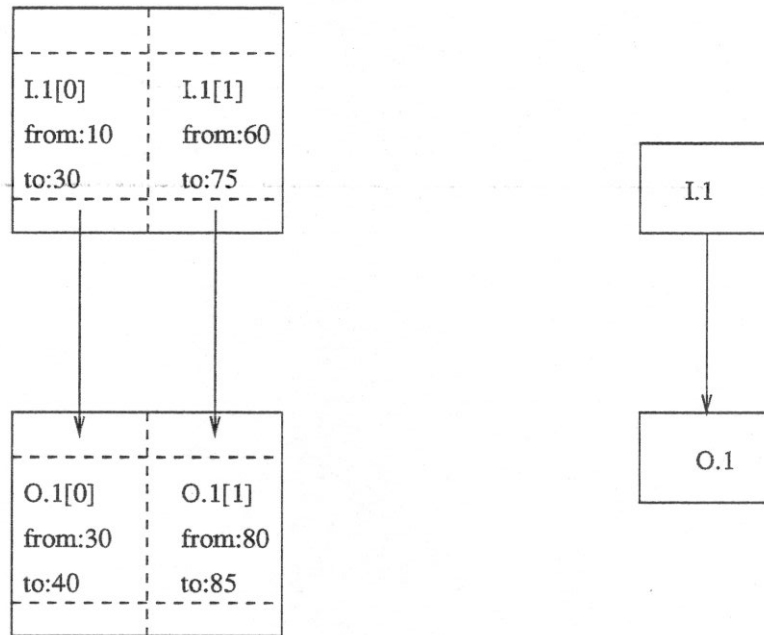 I.1[0]
from:10
to:30
I.1[1]
from:60
to:75
I.1
O.1[0]
from:30
to:40
O.1[1]
from:80
to:85
O.1